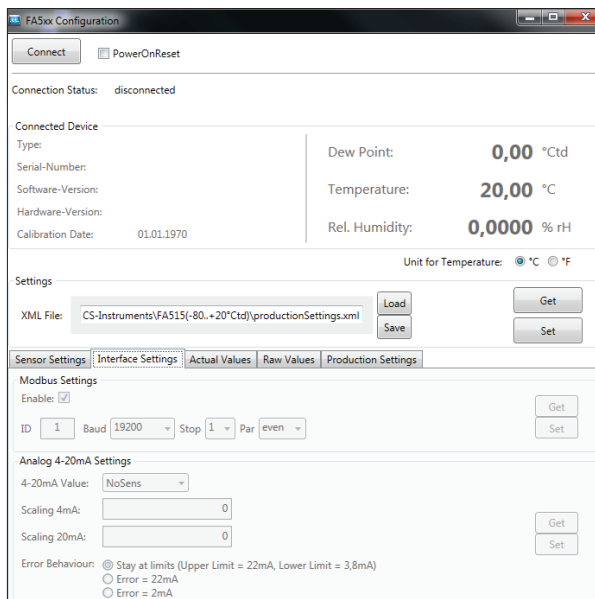 FA5xx Configuration
Connect PowerOnReset
Connection Status: disconnected
Connected Device
Type:
Serial-Number:
Software-Version:
Hardware-Version:
Calibration Date: 01.01.1970
Dew Point: 0,00 °Ctd
Temperature: 20,00 °C
Rel. Humidity: 0,0000 % rH
Unit for Temperature: °C °F
Settings
XML File: CS-Instruments\FA515(-80..+20°Ctd)\productionSettings.xml
Load
Save
Get
Set
Sensor Settings Interface Settings Actual Values Raw Values Production Settings
Modbus Settings
Enable:
ID 1 Baud 19200 Stop 1 Par even
Get
Set
Analog 4-20mA Settings
4-20mA Value: NoSens
Scaling 4mA: 0
Scaling 20mA: 0
Get
Set
Error Behaviour: Stay at limits (Upper Limit = 22mA, Lower Limit = 3,8mA)
Error = 22mA
Error = 2mA